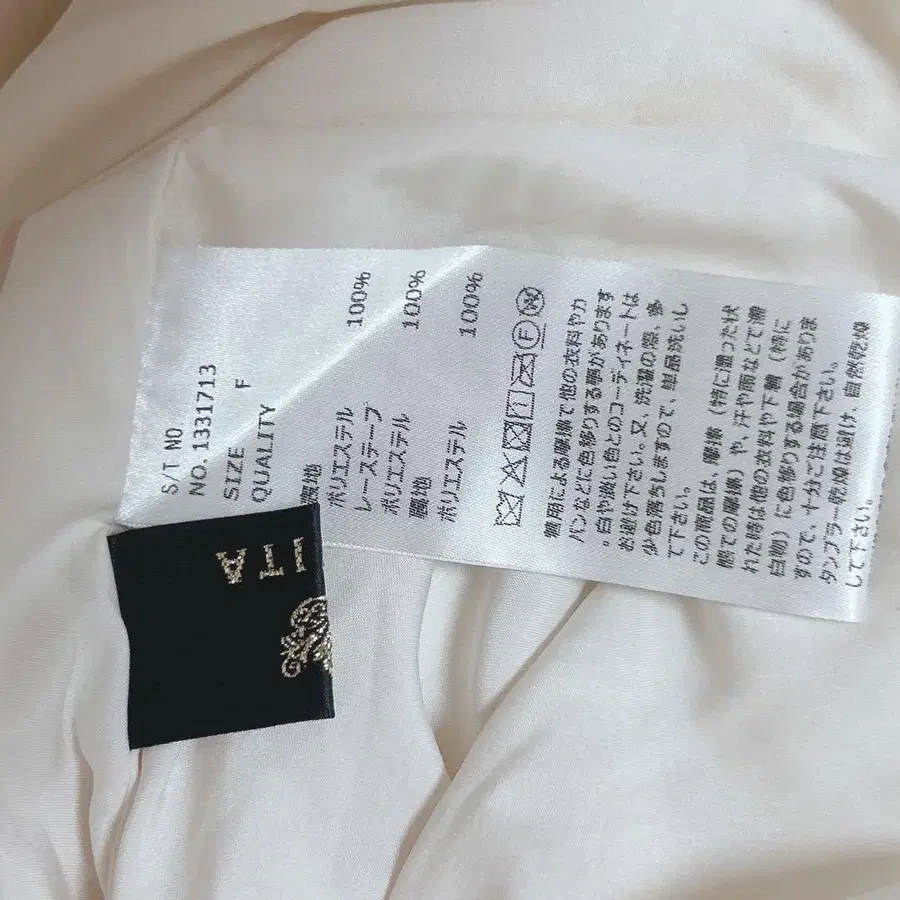 S/T NO
NO. 1331713
SIZE F
QUALITY
ポリエステル 100%
レーステープ
ポリエステル 100%
裏地
ポリエステル 100%
着用による摩擦で他の衣料やカ
バンなどに色移りする事があります
。白や淡い色とのコーディネートは
お避け下さい。又、洗濯の際、多
少色落ちしますので、単品洗いし
て下さい。
この商品は、摩擦（特に湿った状
態での摩擦）や、汗や雨などで濡
れた時は他の衣料や下着（特に
白物）に色移りする場合がありま
すので、十分ご注意下さい。
タンブラー乾燥は避け、自然乾燥
して下さい。
ITA